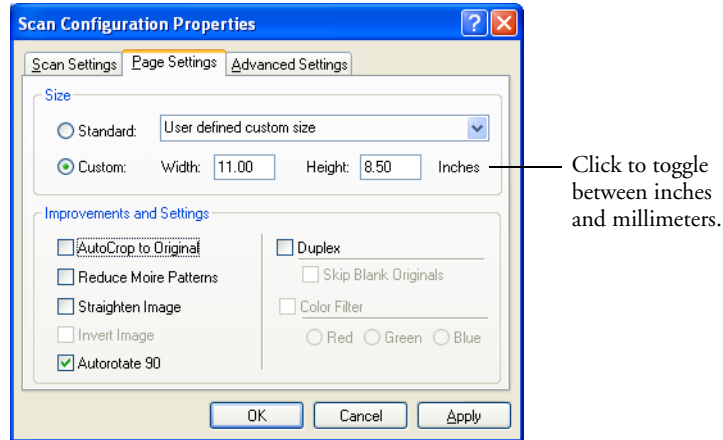 Scan Configuration Properties
Scan Settings Page Settings Advanced Settings
Size
Standard: User defined custom size
Custom: Width: 11.00 Height: 8.50 Inches
Click to toggle
between inches
and millimeters.
Improvements and Settings
AutoCrop to Original
Duplex
Reduce Moire Patterns
Skip Blank Originals
Straighten Image
Color Filter
Invert Image
Red Green Blue
Autorotate 90
OK Cancel Apply